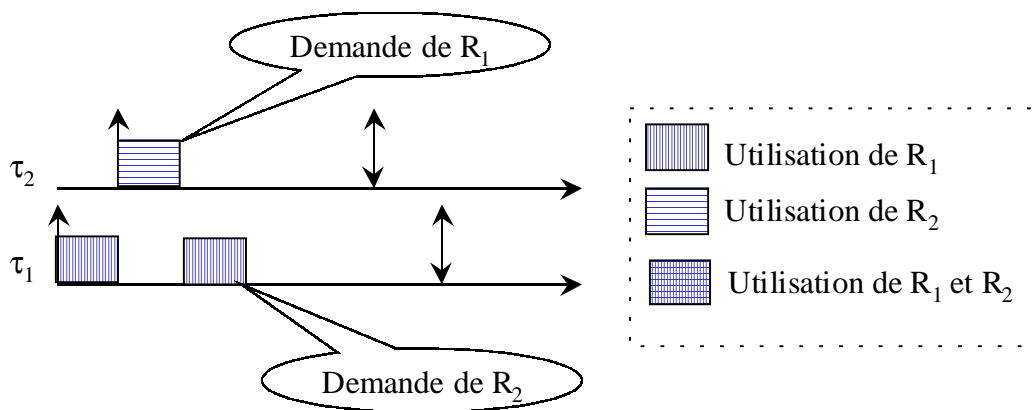 Demande de R₁
τ₂
τ₁
Demande de R₂
Utilisation de R₁
Utilisation de R₂
Utilisation de R₁ et R₂